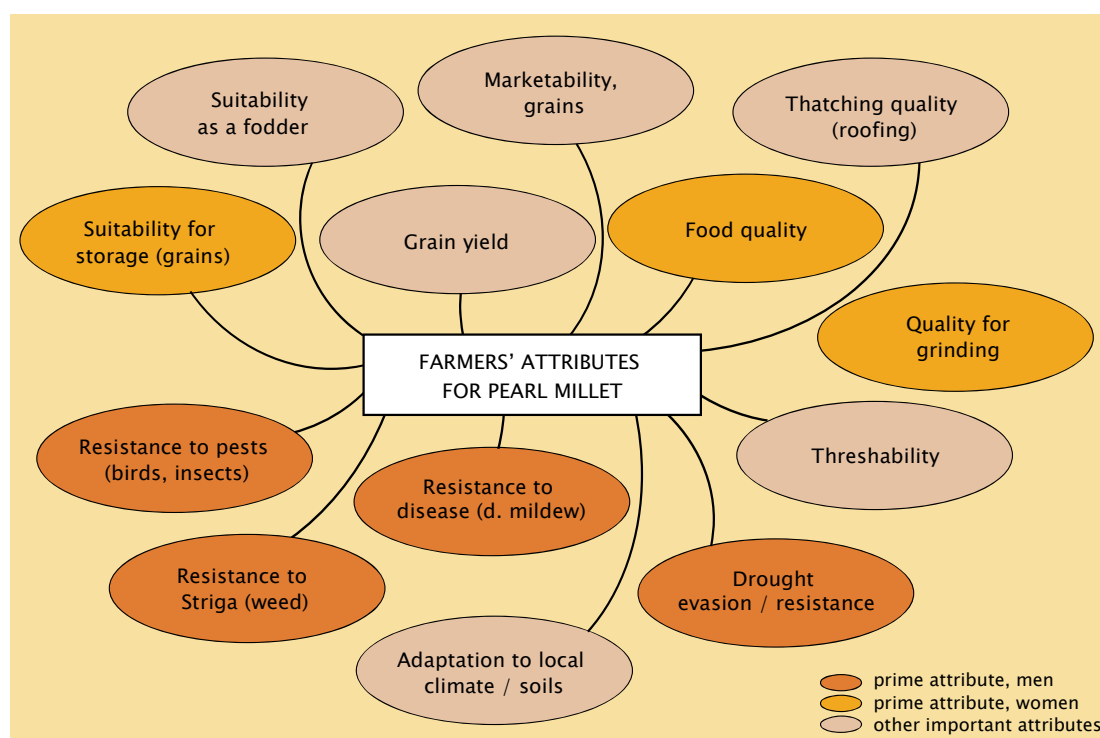 Suitability
as a fodder
Marketability,
grains
Thatching quality
(roofing)
Suitability for
storage (grains)
Grain yield
Food quality
Quality for
grinding
FARMERS’ ATTRIBUTES
FOR PEARL MILLET
Resistance to pests
(birds, insects)
Resistance to
disease (d. mildew)
Threshability
Resistance to
Striga (weed)
Drought
evasion / resistance
Adaptation to local
climate / soils
prime attribute, men
prime attribute, women
other important attributes